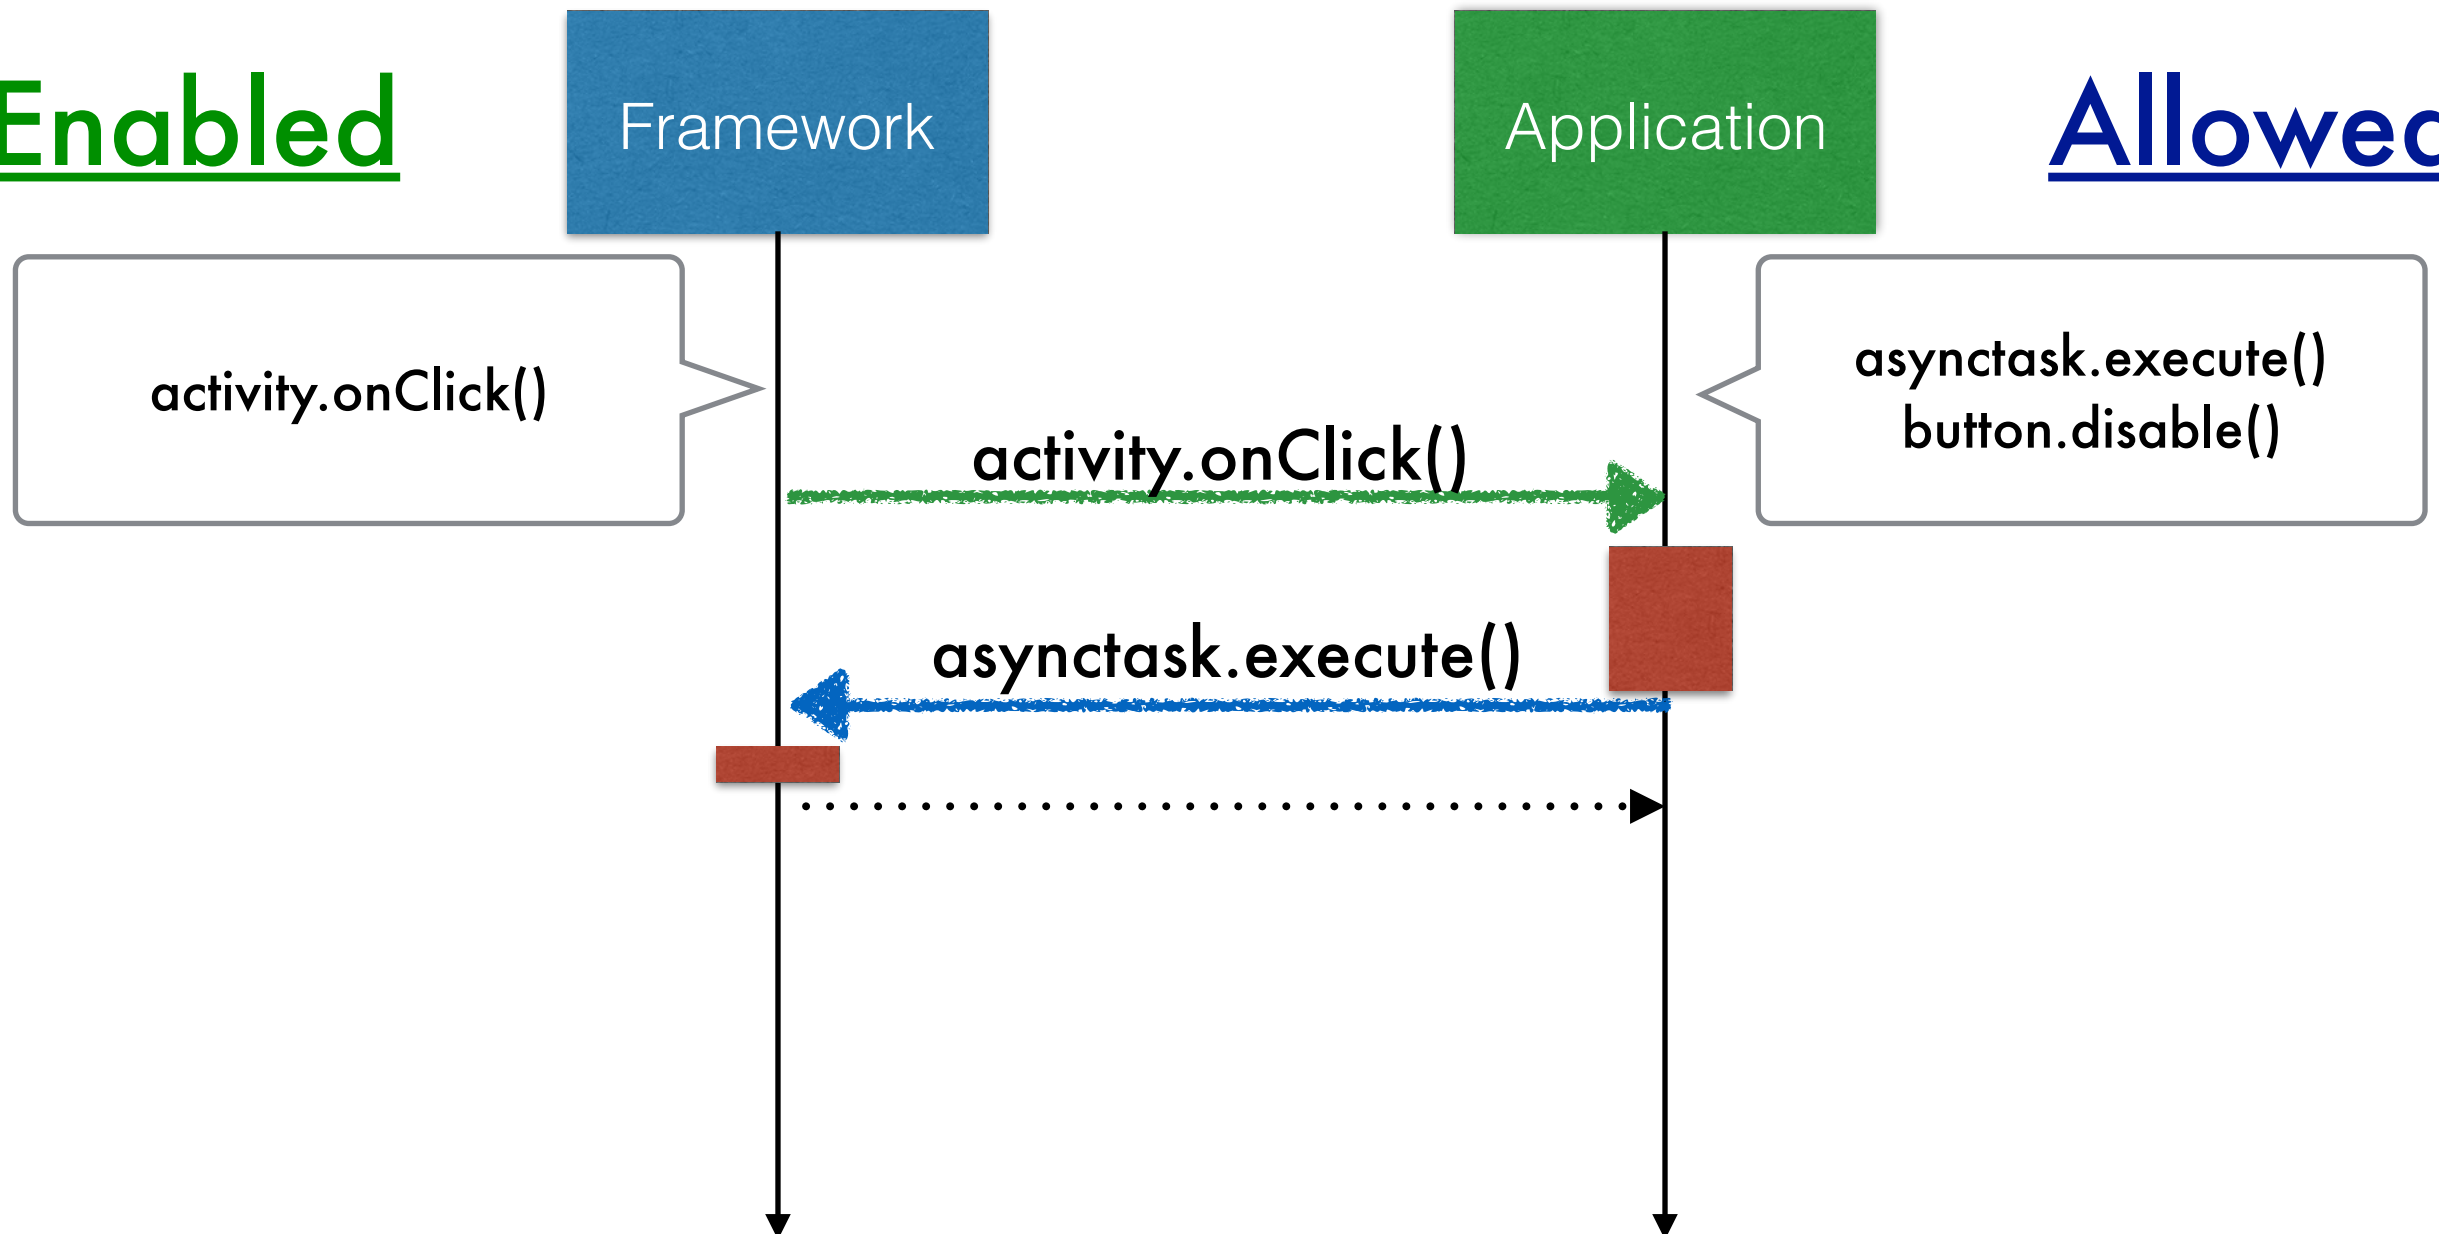 Enabled
Framework
Application
Allowed
activity.onClick()
asynctask.execute()
button.disable()
activity.onClick()
asynctask.execute()